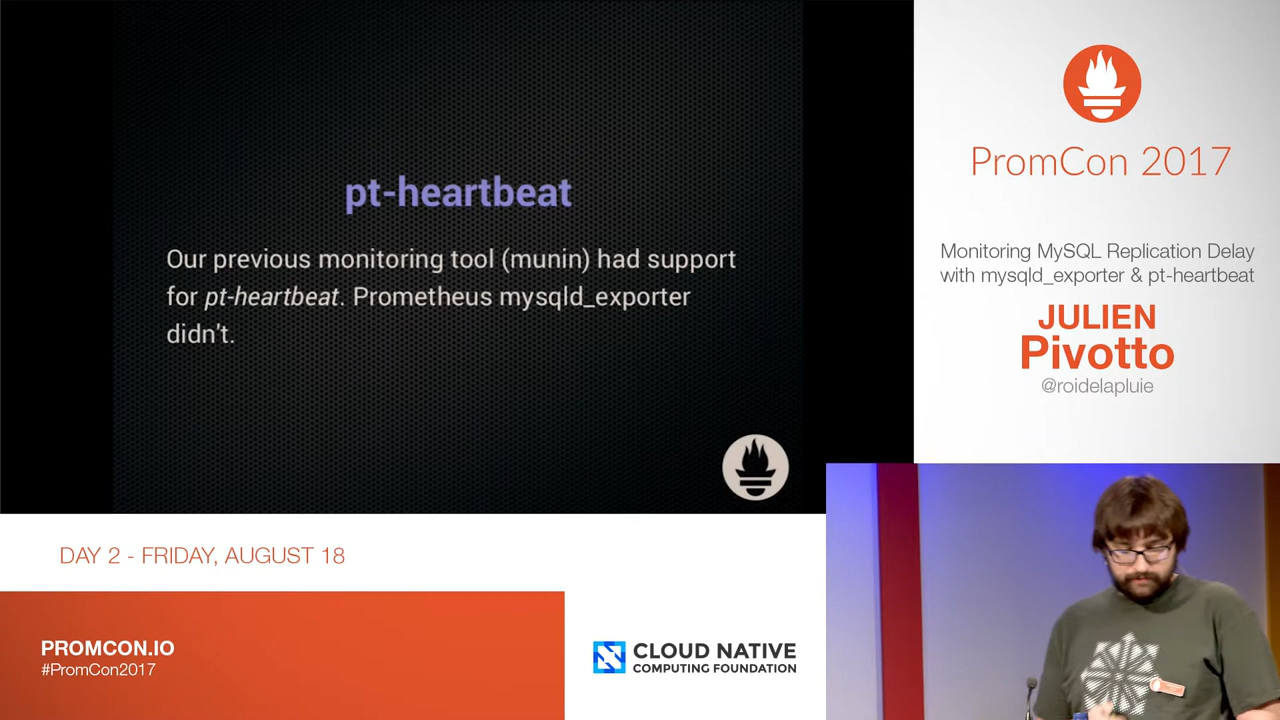 pt-heartbeat
Our previous monitoring tool (munin) had support
for pt-heartbeat. Prometheus mysqld_exporter
didn't.
PromCon 2017
Monitoring MySQL Replication Delay
with mysqld_exporter & pt-heartbeat
JULIEN
Pivotto
@roidelapluie
DAY 2 - FRIDAY, AUGUST 18
PROMCON.IO
#PromCon2017
CLOUD NATIVE
COMPUTING FOUNDATION